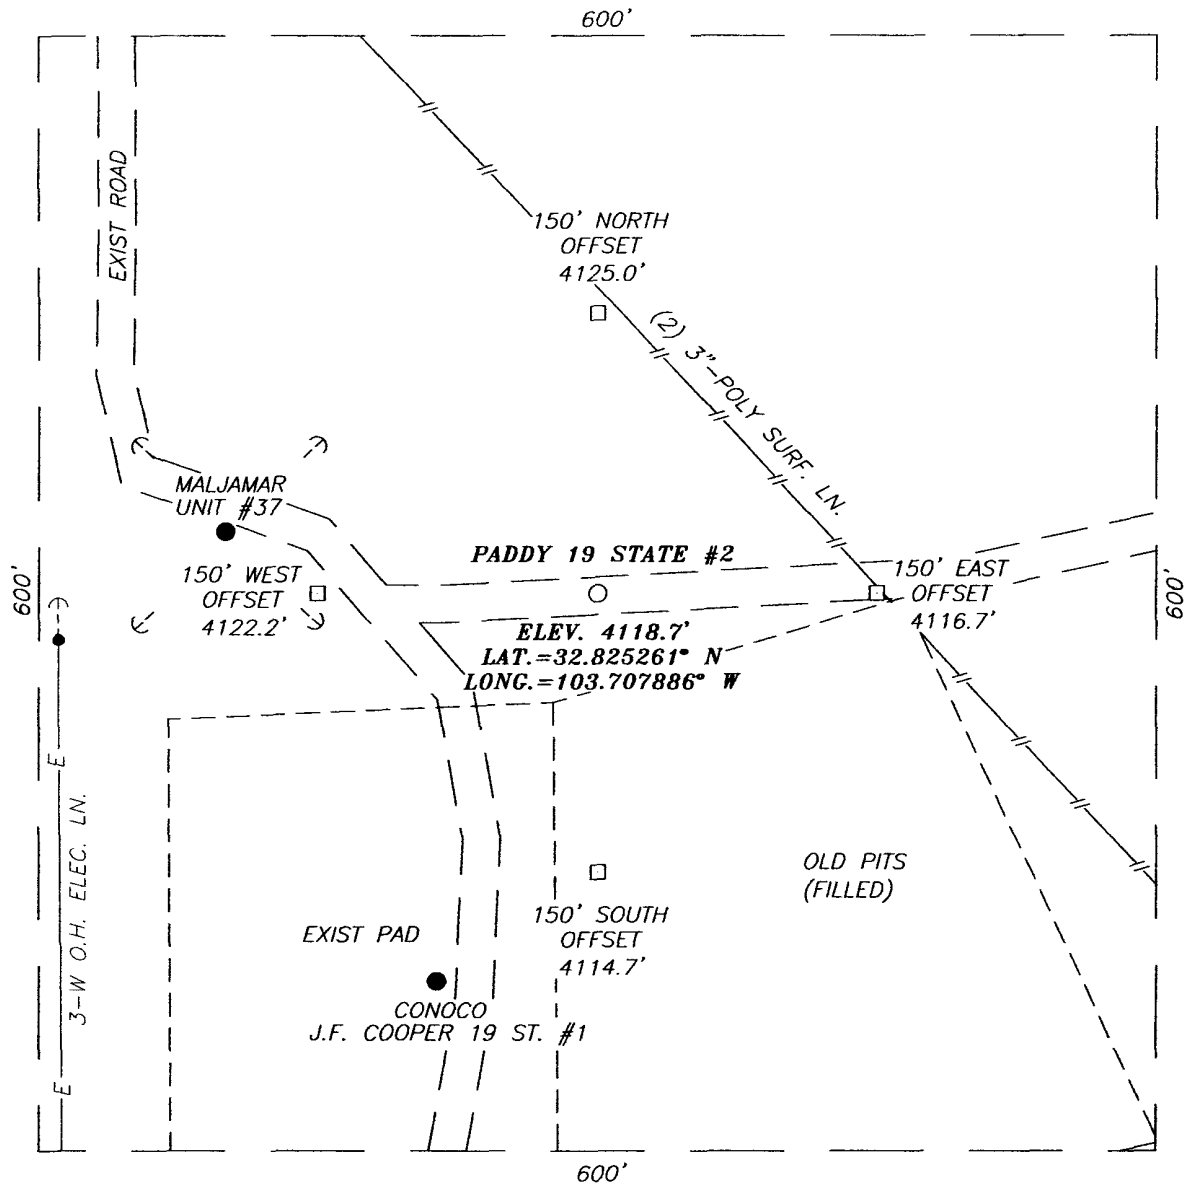 600'
EXIST ROAD
150' NORTH
OFFSET
4125.0'
(2) 3"-POLY SURF. LN.
MALJAMAR
UNIT #37
PADDY 19 STATE #2
600'
150' WEST
OFFSET
4122.2'
150' EAST
OFFSET
4116.7'
600'
ELEV. 4118.7'
LAT.=32.825261° N
LONG.=103.707886° W
E
3-W O.H. ELEC. LN.
E
OLD PITS
(FILLED)
EXIST PAD
150' SOUTH
OFFSET
4114.7'
CONOCO
J.F. COOPER 19 ST. #1
600'